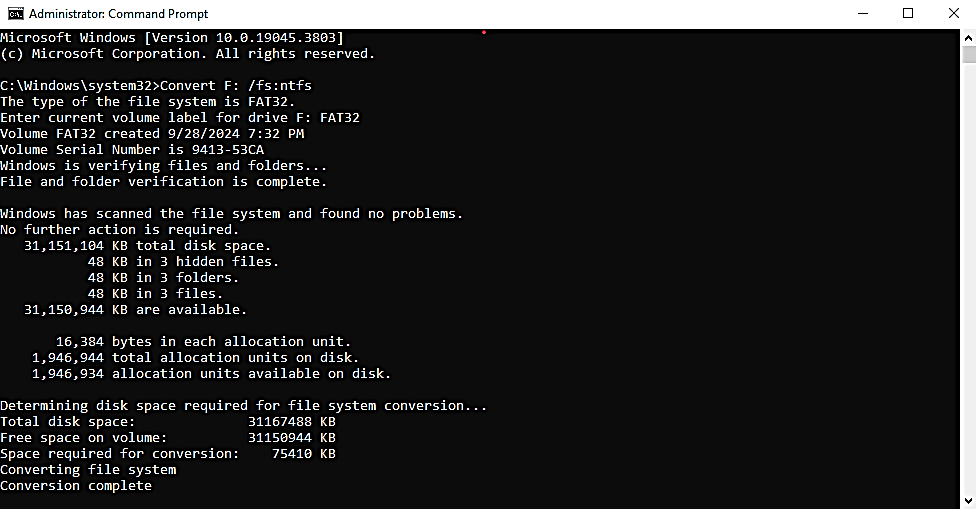 Administrator: Command Prompt
Microsoft Windows [Version 10.0.19045.3803]
(c) Microsoft Corporation. All rights reserved.
C:\Windows\system32>Convert F: /fs:ntfs
The type of the file system is FAT32.
Enter current volume label for drive F: FAT32
Volume FAT32 created 9/28/2024 7:32 PM
Volume Serial Number is 9413-53CA
Windows is verifying files and folders...
File and folder verification is complete.
Windows has scanned the file system and found no problems.
No further action is required.
31,151,104 KB total disk space.
48 KB in 3 hidden files.
48 KB in 3 folders.
48 KB in 3 files.
31,150,944 KB are available.
16,384 bytes in each allocation unit.
1,946,944 total allocation units on disk.
1,946,934 allocation units available on disk.
Determining disk space required for file system conversion...
Total disk space: 31167488 KB
Free space on volume: 31150944 KB
Space required for conversion: 75410 KB
Converting file system
Conversion complete